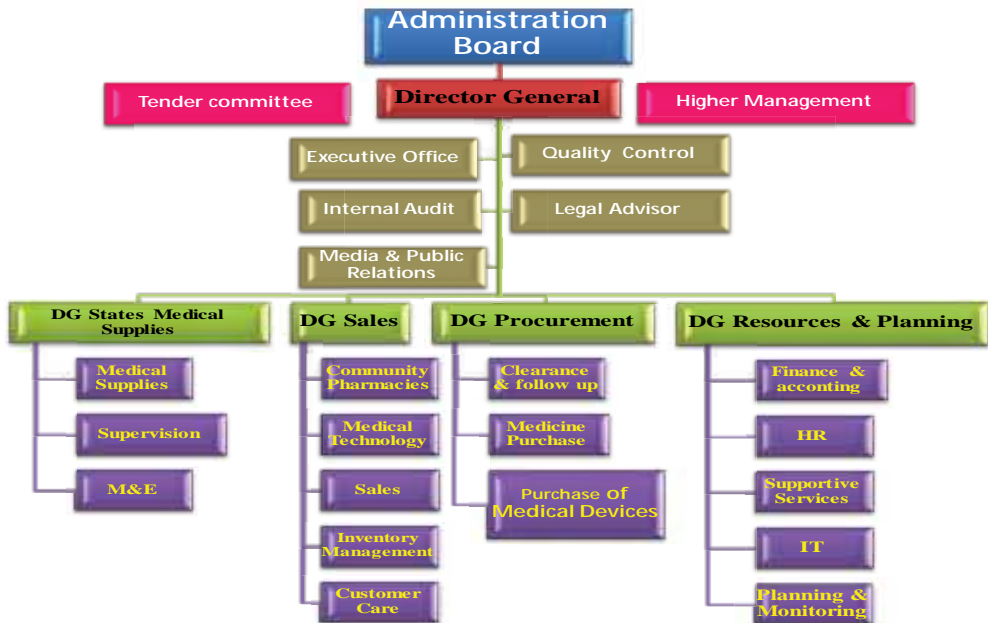 Administration
Board
Tender committee
Director General
Higher Management
Executive Office
Quality Control
Internal Audit
Legal Advisor
Media & Public
Relations
DG States Medical
Supplies
DG Sales
DG Procurement
DG Resources & Planning
Medical
Supplies
Supervision
M&E
Community
Pharmacies
Medical
Technology
Sales
Inventory
Management
Customer
Care
Clearance
& follow up
Medicine
Purchase
Purchase of
Medical Devices
Finance &
acconting
HR
Supportive
Services
IT
Planning &
Monitoring